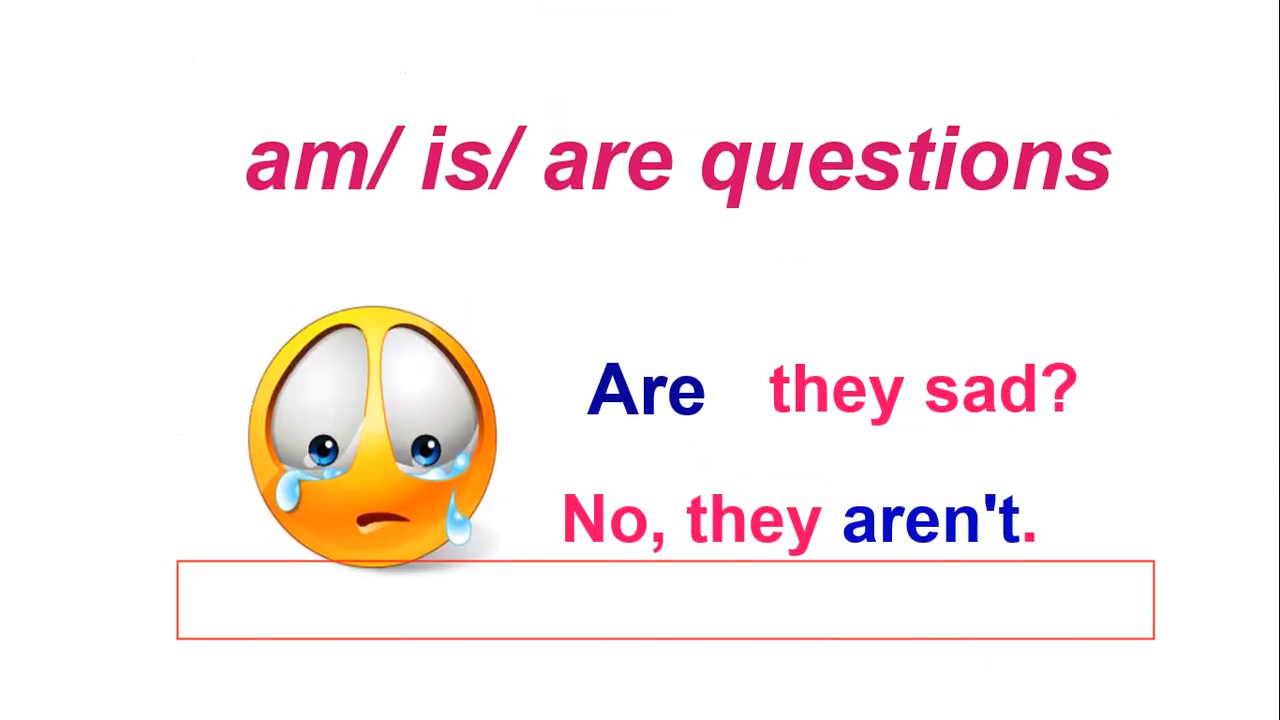 am/ is/ are questions
Are they sad?
No, they aren't.